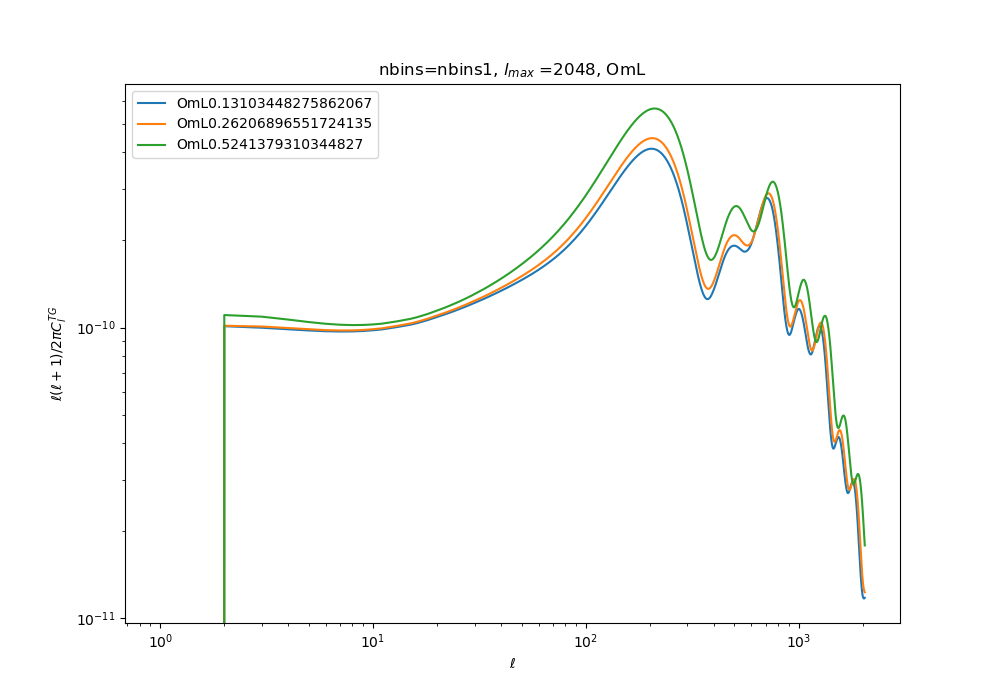 nbins=nbins1, $l_{max}$ =2048, OmL
OmL0.13103448275862067
OmL0.26206896551724135
OmL0.5241379310344827
$\ell(\ell+1)/2\pi C_l^{TG}$
$10^{-10}$
$10^{-11}$
$10^0$ $10^1$ $10^2$ $10^3$
$\ell$